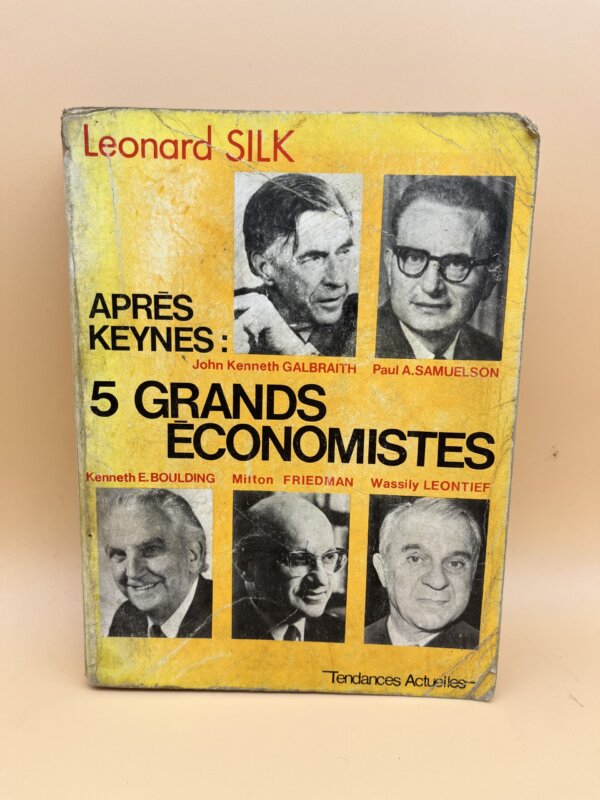 Leonard SILK
APRÈS
KEYNES :
John Kenneth GALBRAITH
Paul A. SAMUELSON
5 GRANDS
ÉCONOMISTES
Kenneth E. BOULDING
Milton FRIEDMAN
Wassily LEONTIEF
Tendances Actuelles